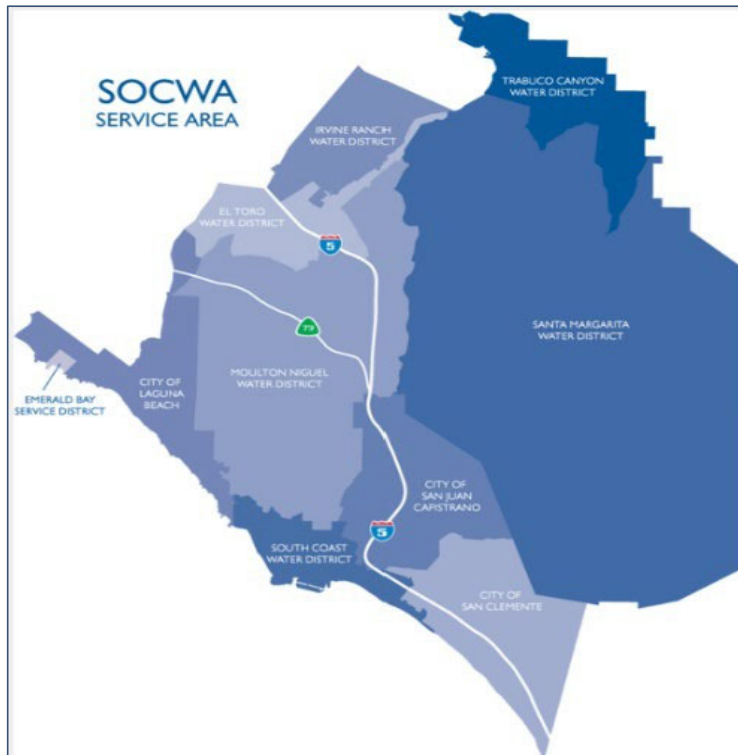 SOCWA
SERVICE AREA
TRABUCO CANYON
WATER DISTRICT
IRVINE RANCH
WATER DISTRICT
EL TORO
WATER DISTRICT
5
73
SANTA MARGARITA
WATER DISTRICT
MOULTON NIGUEL
WATER DISTRICT
CITY OF
LAGUNA
BEACH
EMERALD BAY
SERVICE DISTRICT
CITY OF
SAN JUAN
CAPISTRANO
5
SOUTH COAST
WATER DISTRICT
CITY OF
SAN CLEMENTE